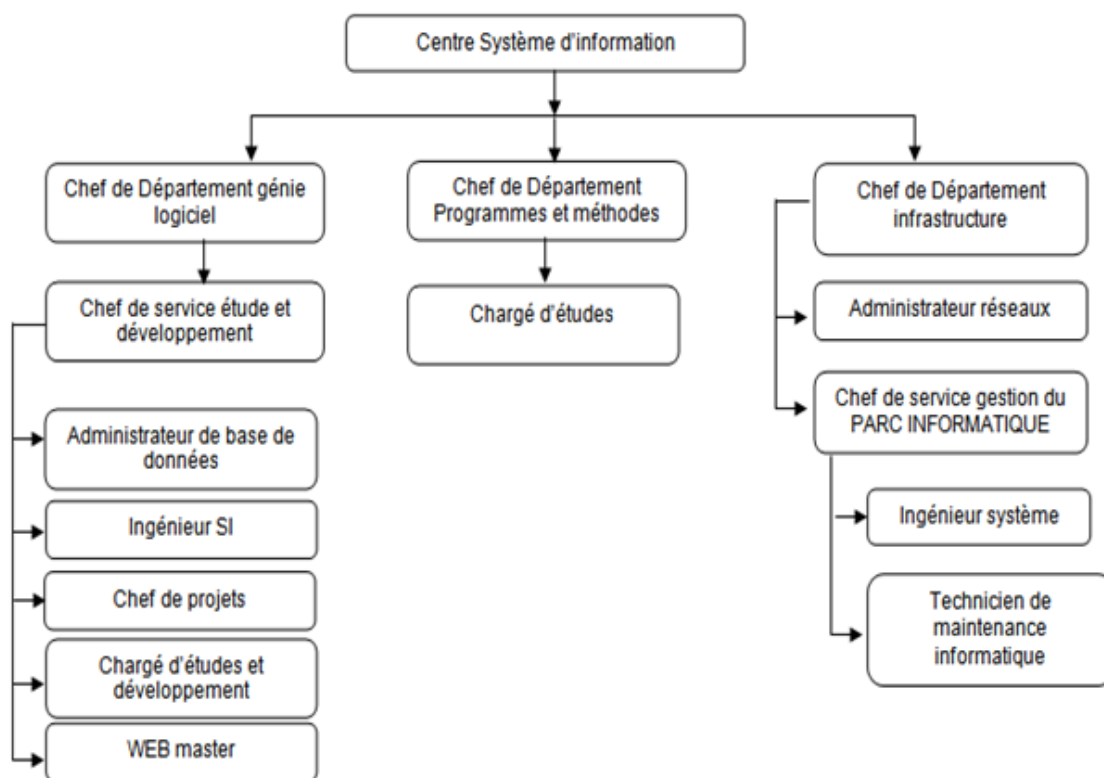 Centre Système d'information
Chef de Département génie
logiciel
Chef de Département
Programmes et méthodes
Chef de Département
infrastructure
Chef de service étude et
développement
Chargé d'études
Administrateur réseaux
Chef de service gestion du
PARC INFORMATIQUE
Administrateur de base de
données
Ingénieur SI
Chef de projets
Chargé d'études et
développement
WEB master
Ingénieur système
Technicien de
maintenance
informatique